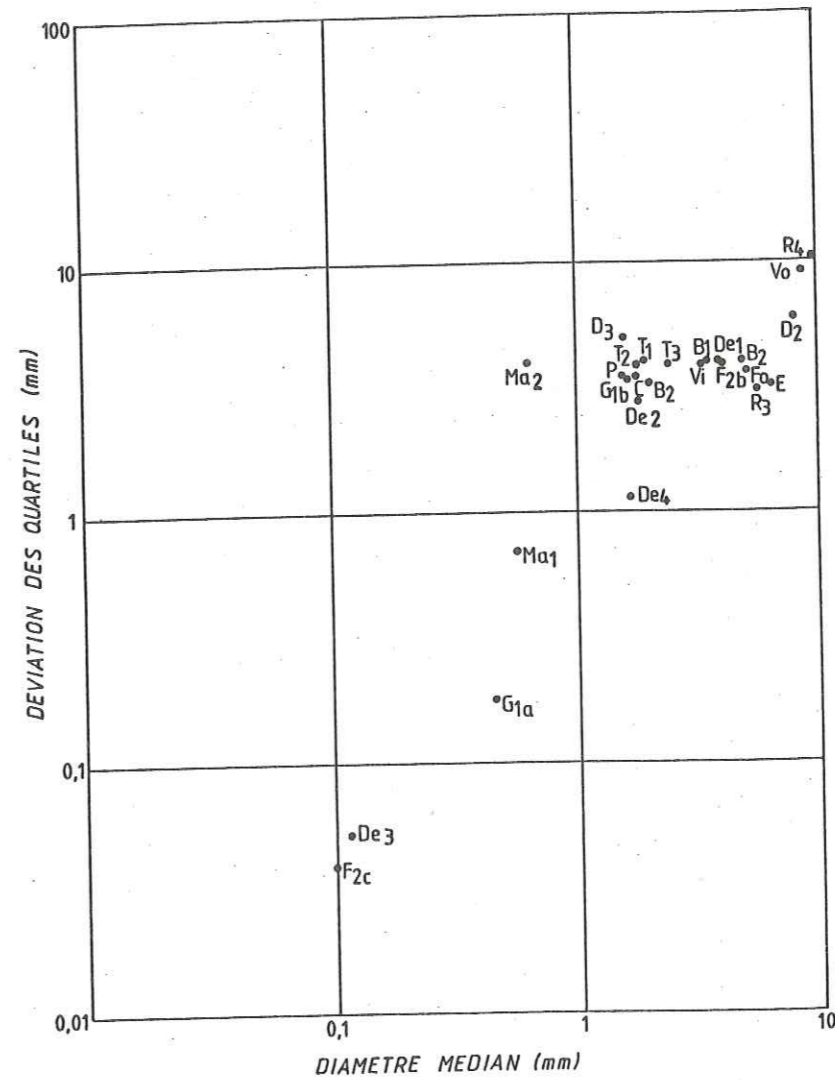 100
R4
10
Vo
D3
D2
T2 T1 T3 B1 De1 B2
Ma2
P
Vi F2b Fo E
G1b C B2
R3
De2
De4
1
Ma1
G1a
0,1
De3
F2c
0,01
0,1
1
10
DEVIATION DES QUARTILES (mm)
DIAMETRE MEDIAN (mm)